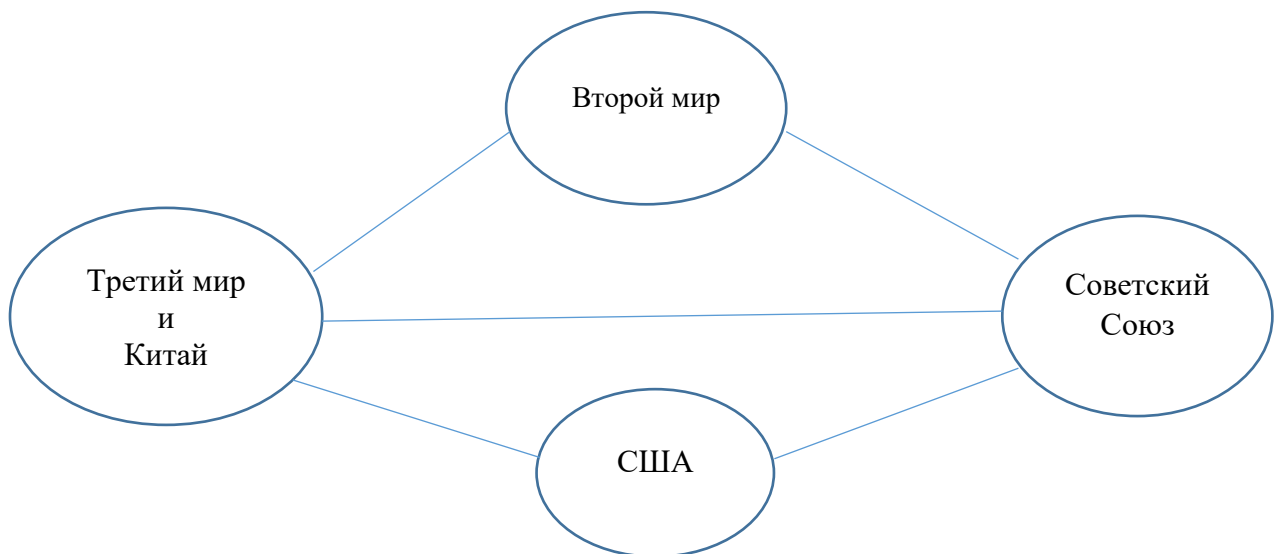 Второй мир
Третий мир
и
Китай
Советский
Союз
США